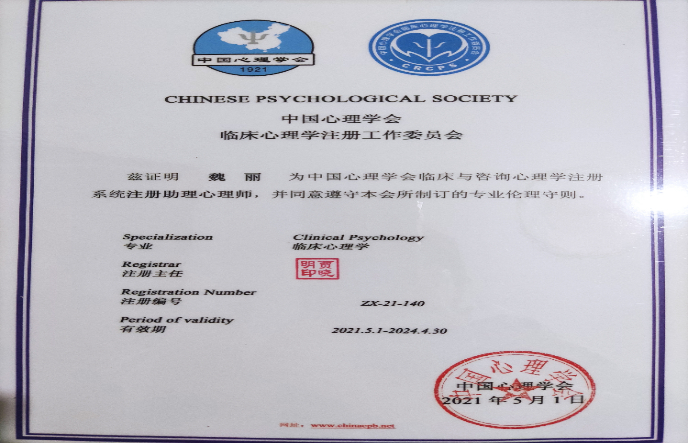 中国心理学会
1921
CRCPS
CHINESE PSYCHOLOGICAL SOCIETY
中国心理学会
临床心理学注册工作委员会
兹证明 魏 丽 为中国心理学会临床与咨询心理学注册
系统注册助理心理师，并同意遵守本会所制订的专业伦理守则。
Specialization Clinical Psychology
专业 临床心理学
Registrar
注册主任
贾晓明印
Registration Number
注册编号 ZX-21-140
Period of validity
有效期 2021.5.1-2024.4.30
中国心理学会
中国心理学会
2021 年 5 月 1 日
网址：www.chinacpb.net